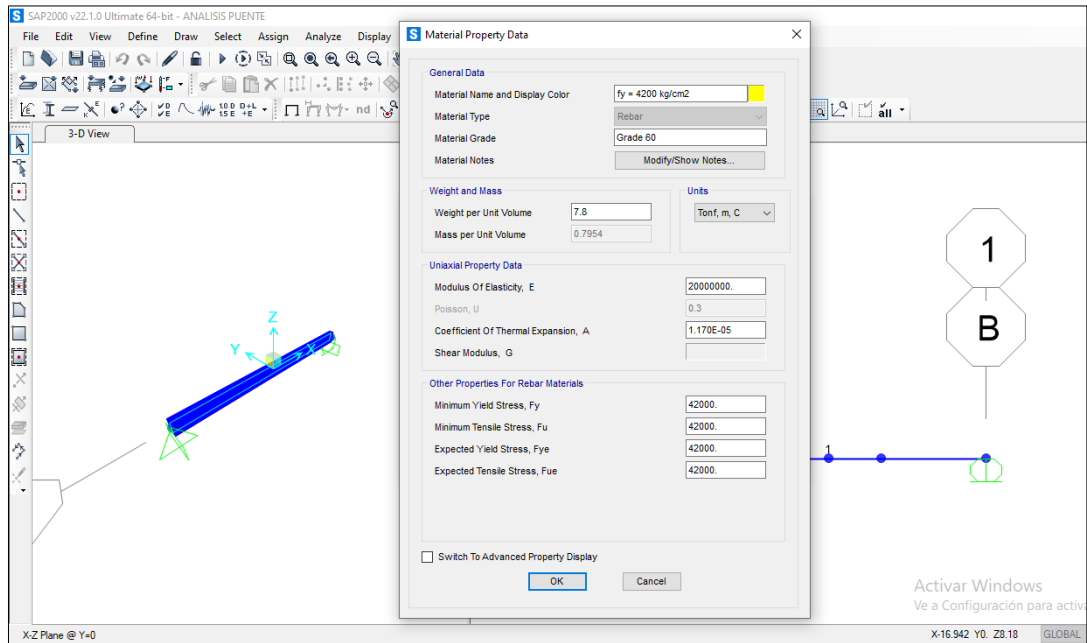 SAP2000 v22.1.0 Ultimate 64-bit - ANALISIS PUENTE
File Edit View Define Draw Select Assign Analyze Display
nd
all
3-D View
Z
Y
X
Material Property Data
General Data
Material Name and Display Color fy = 4200 kg/cm2
Material Type Rebar
Material Grade Grade 60
Material Notes Modify/Show Notes...
Weight and Mass
Weight per Unit Volume 7.8
Mass per Unit Volume 0.7954
Units
Tonf, m, C
Uniaxial Property Data
Modulus Of Elasticity, E 20000000.
Poisson, U 0.3
Coefficient Of Thermal Expansion, A 1.170E-05
Shear Modulus, G
Other Properties For Rebar Materials
Minimum Yield Stress, Fy 42000.
Minimum Tensile Stress, Fu 42000.
Expected Yield Stress, Fye 42000.
Expected Tensile Stress, Fue 42000.
Switch To Advanced Property Display
OK Cancel
1
B
1
Activar Windows
Ve a Configuración para activa
X-Z Plane @ Y=0
X-16.942 Y0. Z8.18 GLOBAL